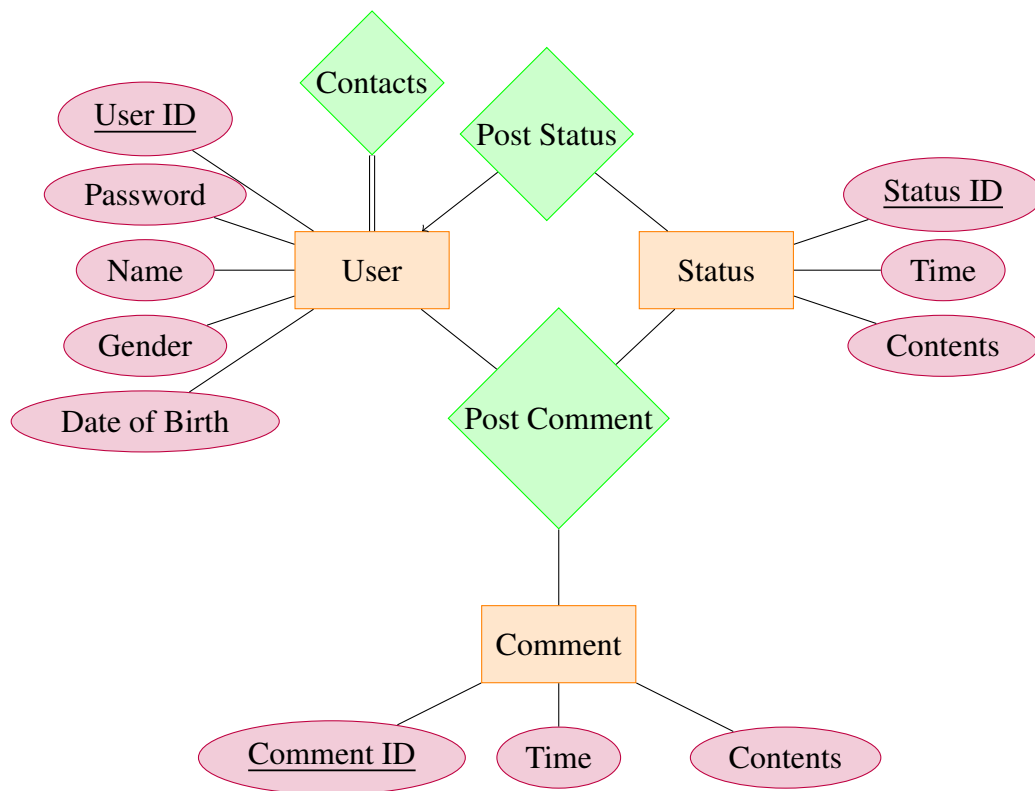 Contacts
User ID
Post Status
Password
Status ID
Name
User
Status
Time
Gender
Contents
Date of Birth
Post Comment
Comment
Comment ID
Time
Contents